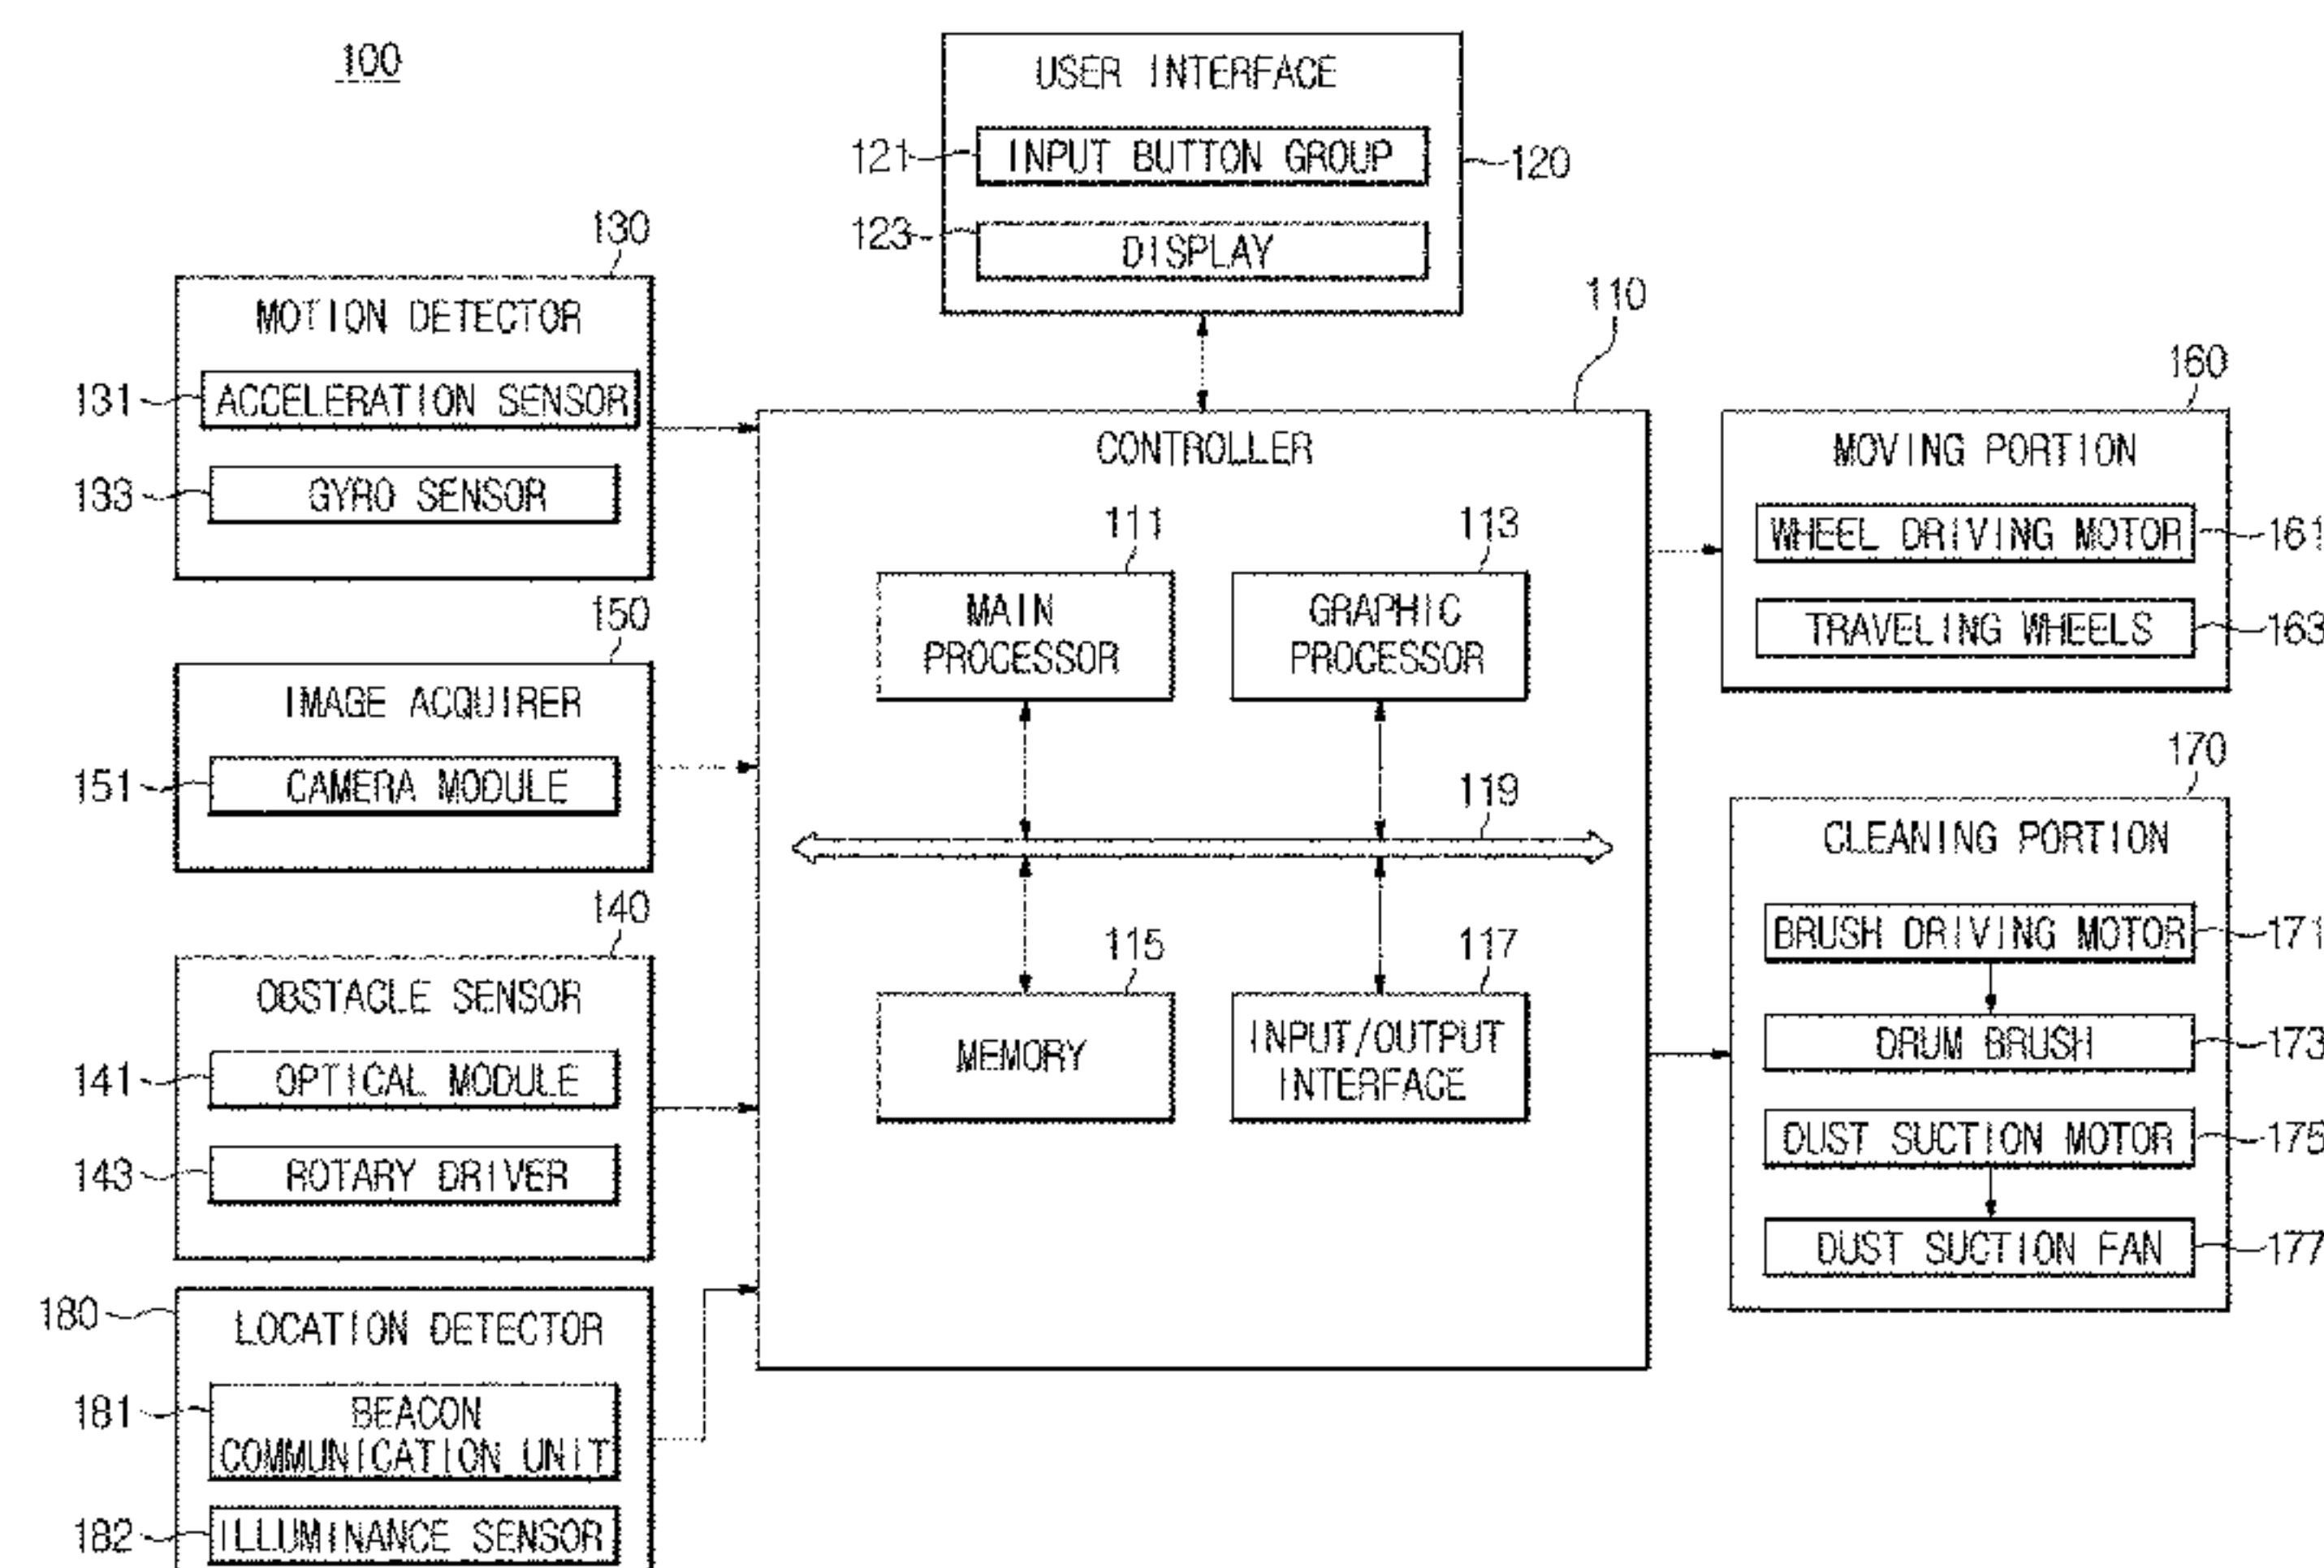 100
USER INTERFACE
121
INPUT BUTTON GROUP
120
123
DISPLAY
130
MOTION DETECTOR
131
ACCELERATION SENSOR
133
GYRO SENSOR
150
IMAGE ACQUIRER
151
CAMERA MODULE
140
OBSTACLE SENSOR
141
OPTICAL MODULE
143
ROTARY DRIVER
180
LOCATION DETECTOR
181
BEACON
COMMUNICATION UNIT
182
ILLUMINANCE SENSOR
110
CONTROLLER
111
MAIN
PROCESSOR
113
GRAPHIC
PROCESSOR
119
115
MEMORY
117
INPUT/OUTPUT
INTERFACE
160
MOVING PORTION
WHEEL DRIVING MOTOR
161
TRAVELING WHEELS
163
170
CLEANING PORTION
BRUSH DRIVING MOTOR
171
DRUM BRUSH
173
DUST SUCTION MOTOR
175
DUST SUCTION FAN
177